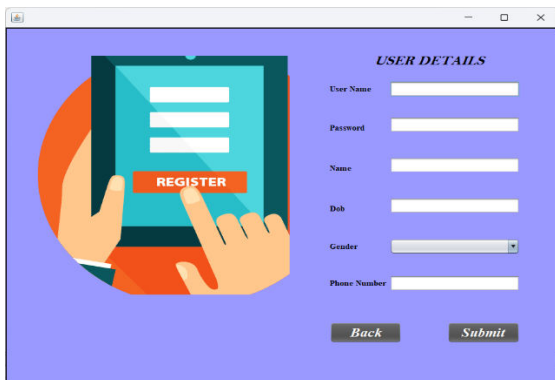 REGISTER
USER DETAILS
User Name
Password
Name
Dob
Gender
Phone Number
Back
Submit